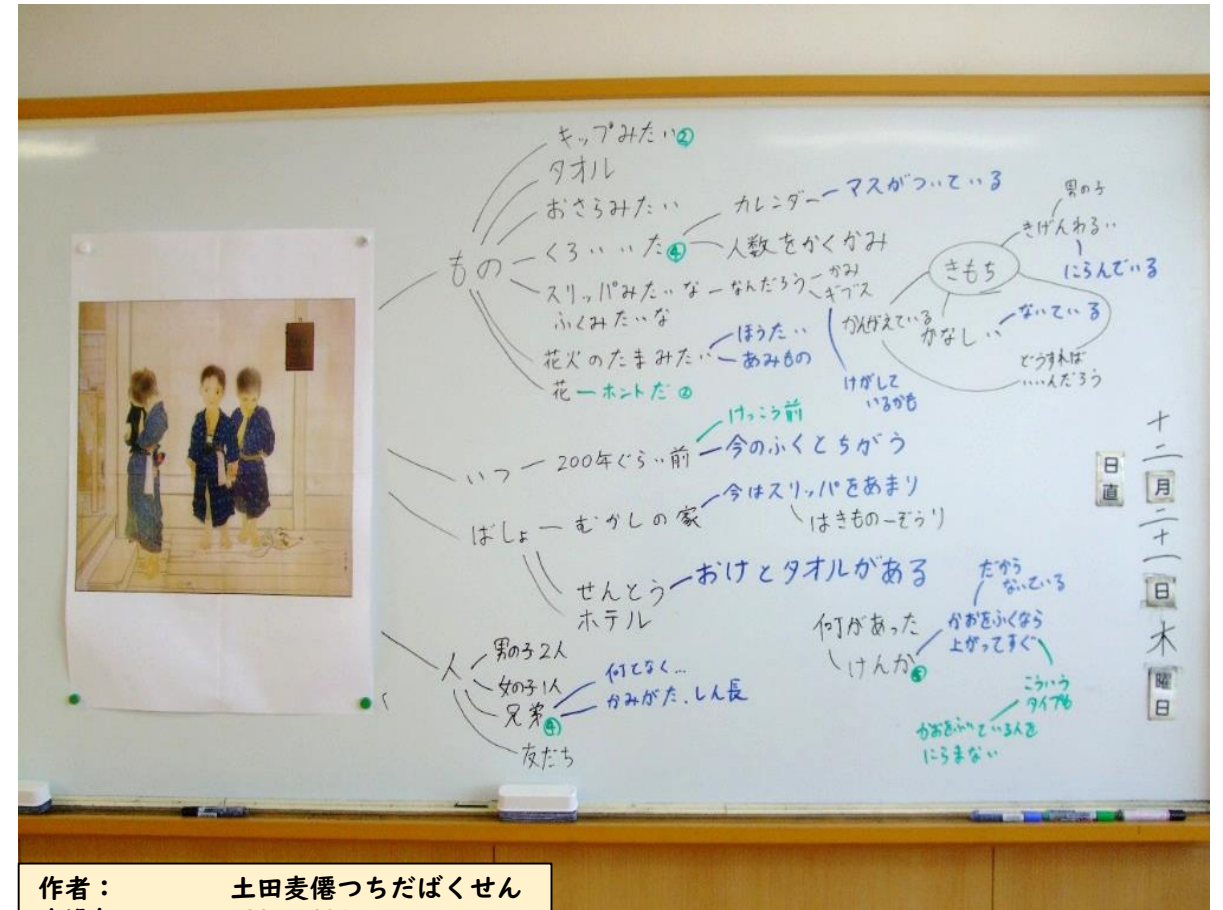 キップみたい②
タオル
おさらみたい
もの
くろいいた④
カレンダー
マスがついている
人数をかくかみ
スリッパみたいな
ふくみたいな
なんだろう
かみ
ギブス
けがして
いるかも
花火のたまみたい
ほうたい
あみもの
花
ホントだ②
きもち
男の子
きげんわるい
にらんでいる
かんがえている
かなしい
ないている
どうすれば
いいんだろう
いつ
200年ぐらい前
けっこう前
今のふくとちがう
ばしょ
むかしの家
今はスリッパをあまり
はきもの
ぞうり
せんとう
おけとタオルがある
ホテル
人
男の子2人
女の子1人
兄弟④
かみがた、しん長
友だち
何があった
けんか
かおをふくなら
上がってすぐ
だから
ないている
こういう
タイプも
かおをふいている人を
にらまない
十二月二十一日木曜日
日直
作者: 土田麦僊つちだばくせん